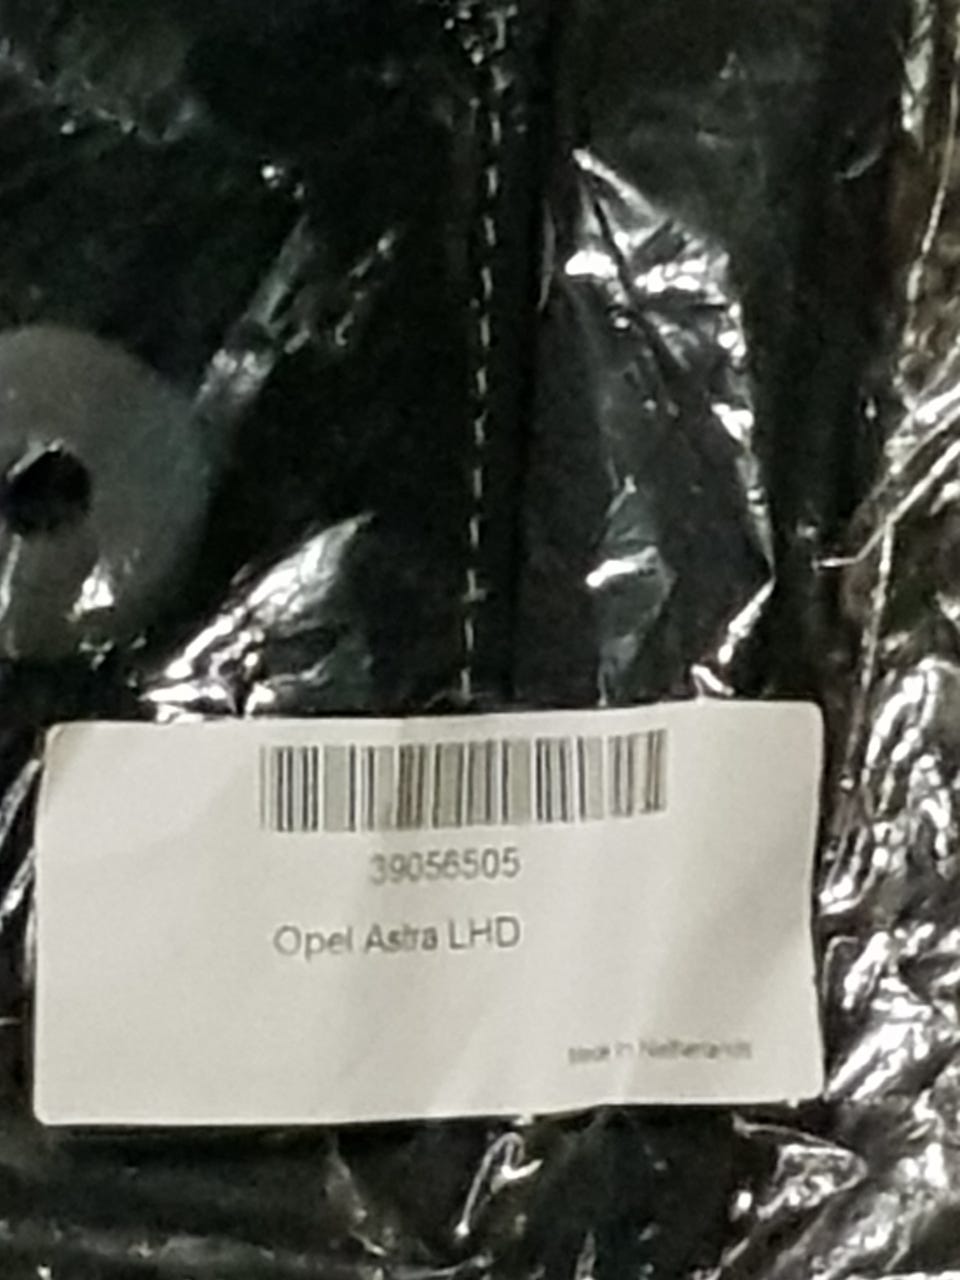 39056505
Opel Astra LHD
Made in Netherlands